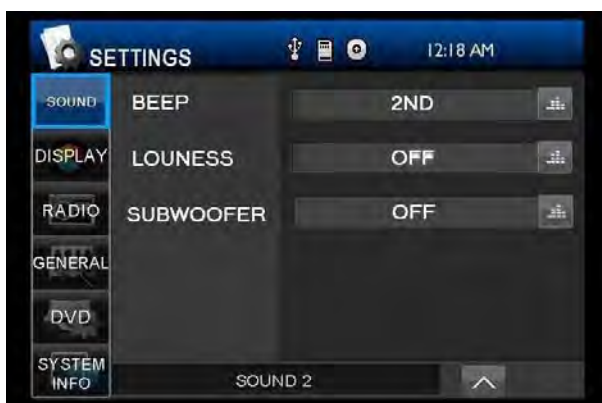 SETTINGS 12:18 AM
SOUND BEEP 2ND
DISPLAY LOUNESS OFF
RADIO SUBWOOFER OFF
GENERAL
DVD
SYSTEM INFO
SOUND 2